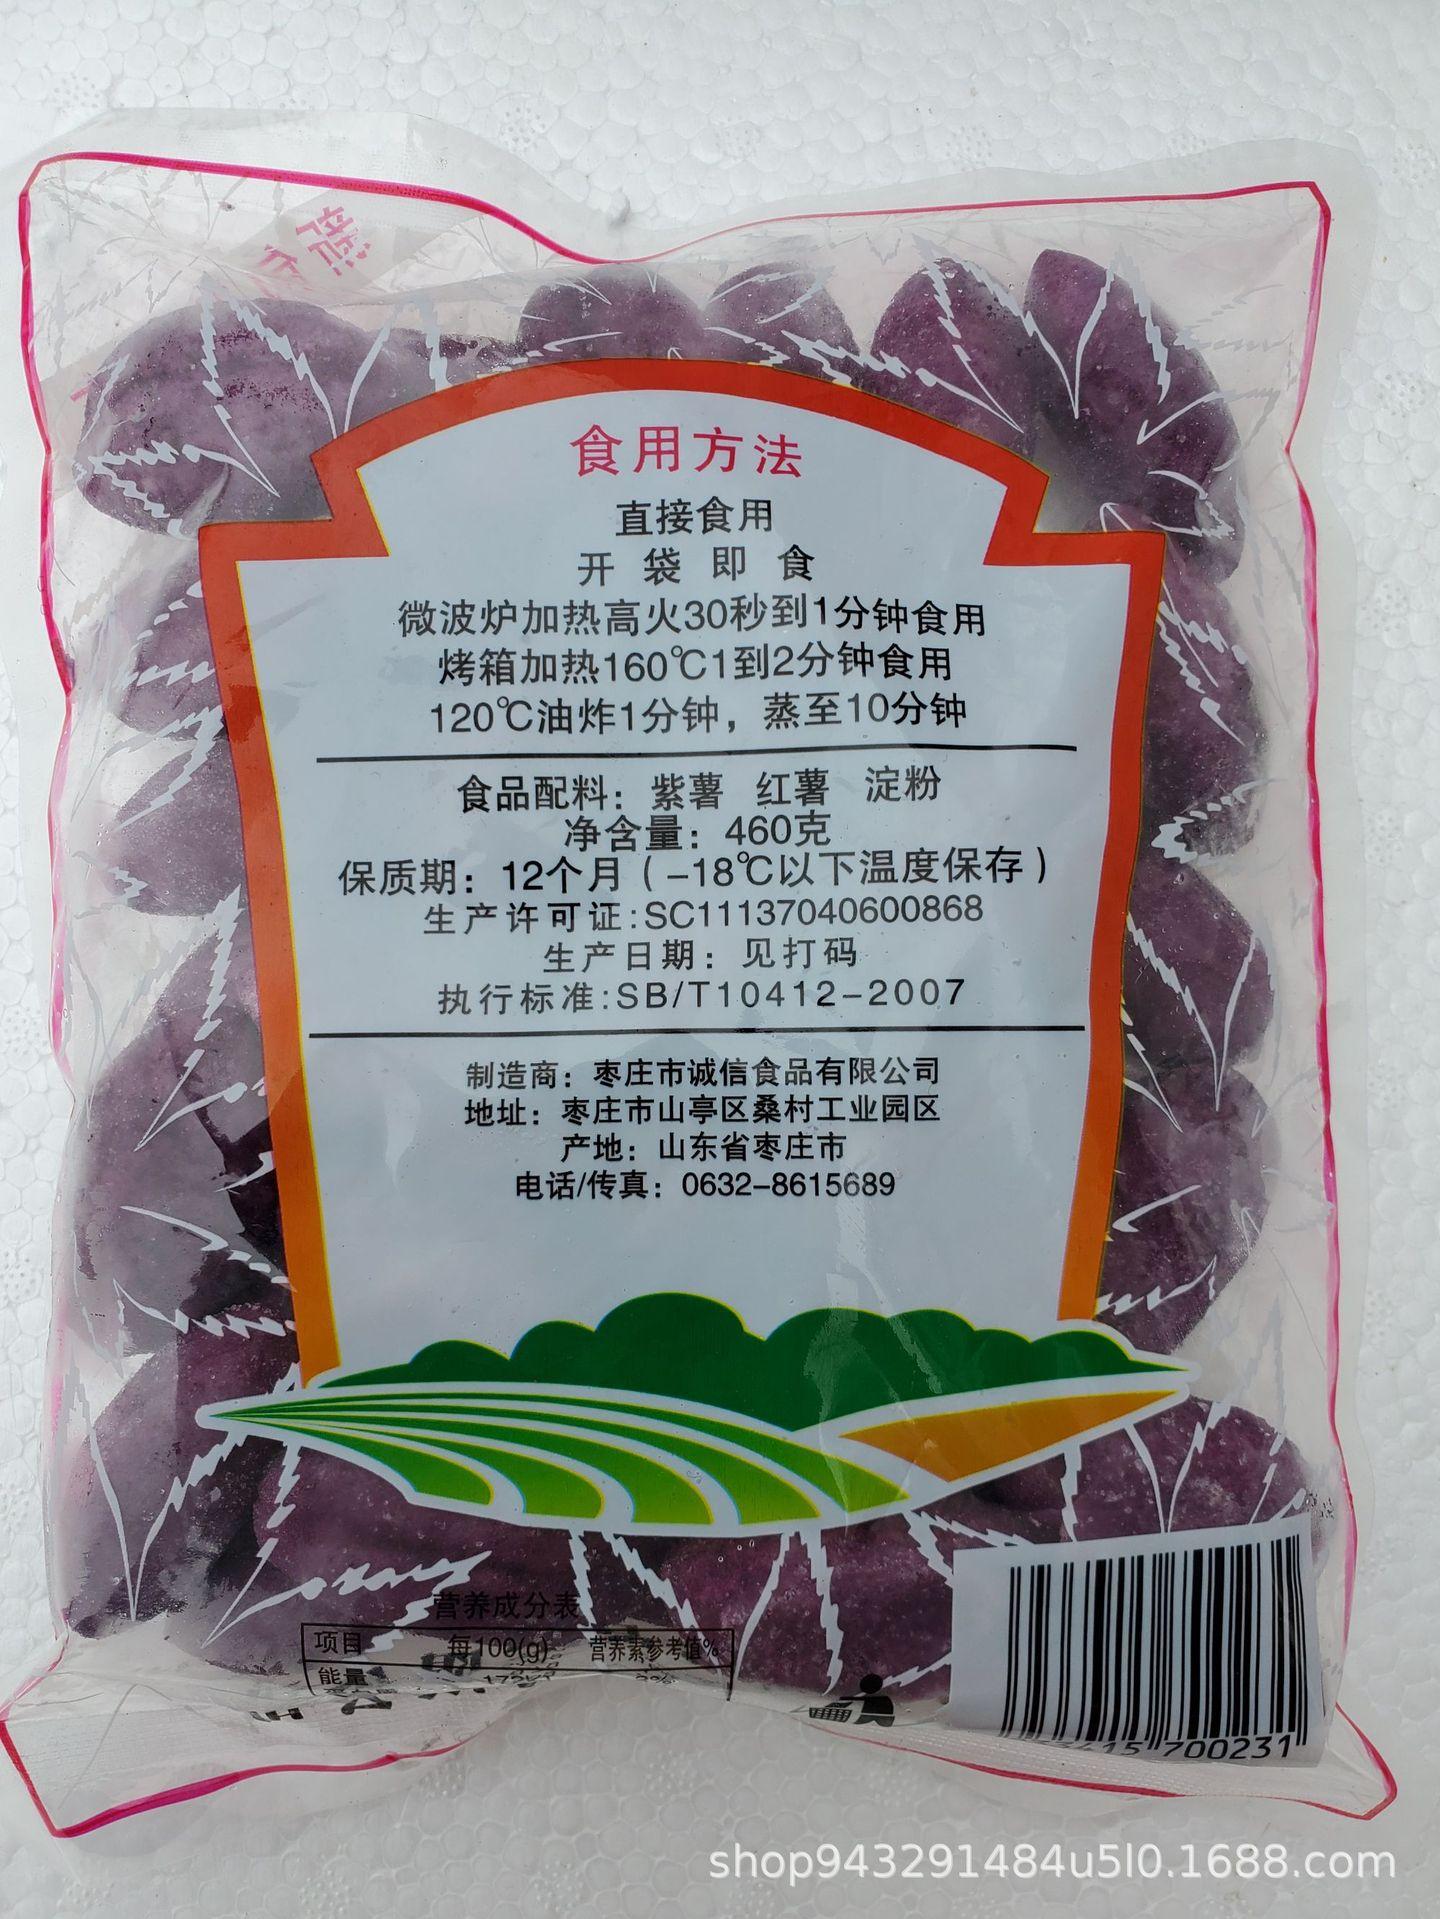 食用方法
直接食用
开袋即食
微波炉加热高火30秒到1分钟食用
烤箱加热160℃1到2分钟食用
120℃油炸1分钟，蒸至10分钟
食品配料：紫薯 红薯 淀粉
净含量：460克
保质期：12个月（-18℃以下温度保存）
生产许可证:SC11137040600868
生产日期：见打码
执行标准:SB/T10412-2007
制造商：枣庄市诚信食品有限公司
地址：枣庄市山亭区桑村工业园区
产地：山东省枣庄市
电话/传真：0632-8615689
营养成分表
项目 每100(g) 营养素参考值%
能量
700231
shop943291484u5l0.1688.com